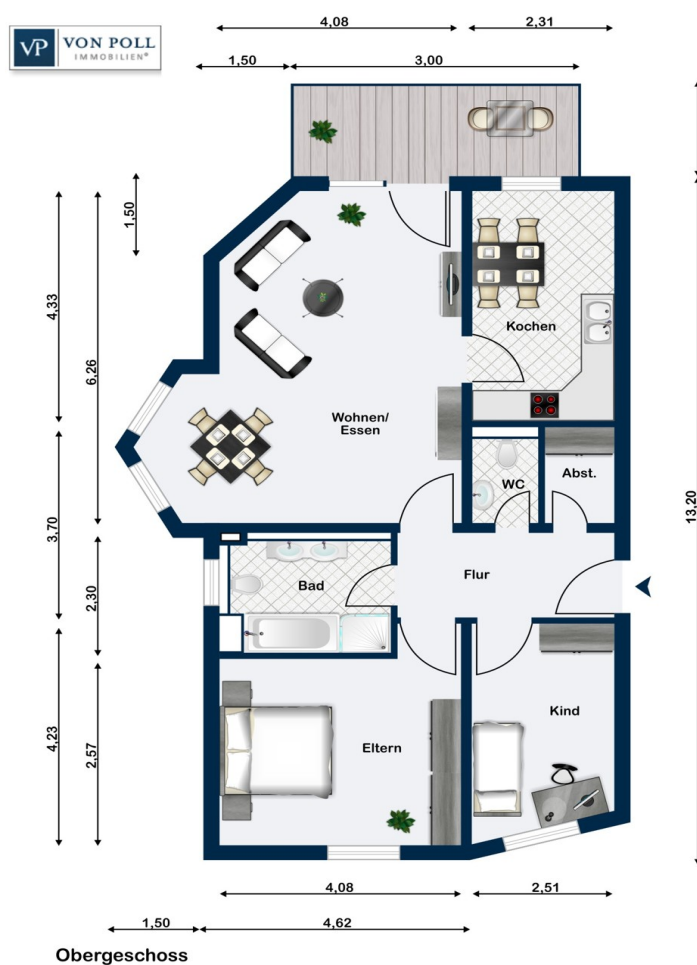 4,08
2,31
VP VON POLL
IMMOBILIEN®
1,50
3,00
1,50
4,33
6,26
Kochen
Wohnen/
Essen
WC
Abst.
13,20
3,70
2,30
Bad
Flur
4,23
2,57
Eltern
Kind
4,08
2,51
1,50
4,62
Obergeschoss